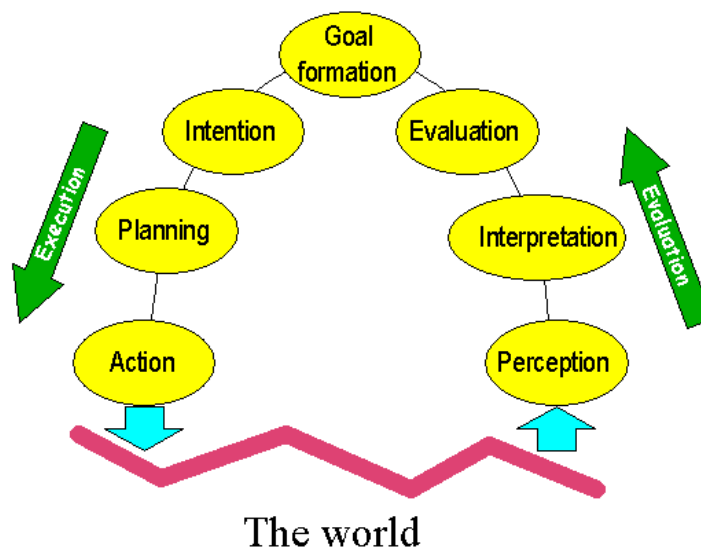 Goal
formation
Intention
Evaluation
Execution
Planning
Interpretation
Evaluation
Action
Perception
The world